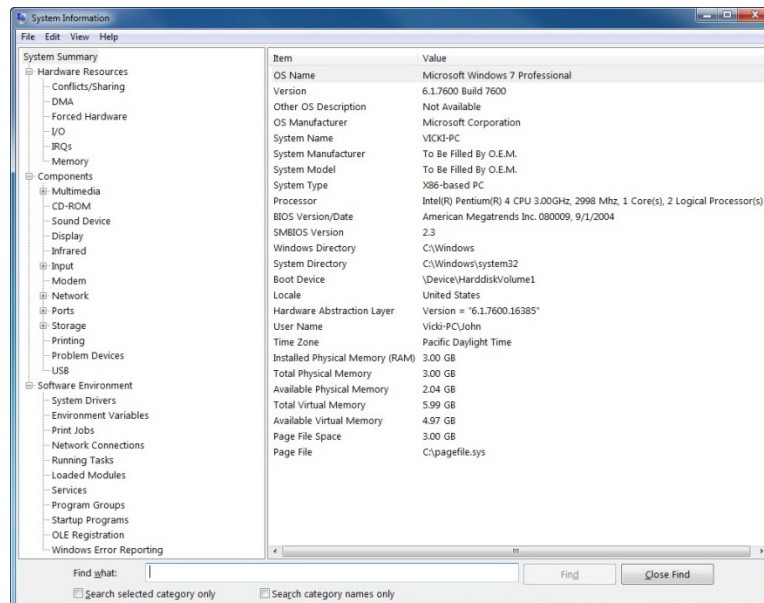 System Information
File Edit View Help
System Summary
Hardware Resources
Conflicts/Sharing
DMA
Forced Hardware
I/O
IRQs
Memory
Components
Multimedia
CD-ROM
Sound Device
Display
Infrared
Input
Modem
Network
Ports
Storage
Printing
Problem Devices
USB
Software Environment
System Drivers
Environment Variables
Print Jobs
Network Connections
Running Tasks
Loaded Modules
Services
Program Groups
Startup Programs
OLE Registration
Windows Error Reporting
Item Value
OS Name Microsoft Windows 7 Professional
Version 6.1.7600 Build 7600
Other OS Description Not Available
OS Manufacturer Microsoft Corporation
System Name VICKI-PC
System Manufacturer To Be Filled By O.E.M.
System Model To Be Filled By O.E.M.
System Type X86-based PC
Processor Intel(R) Pentium(R) 4 CPU 3.00GHz, 2998 Mhz, 1 Core(s), 2 Logical Processor(s)
BIOS Version/Date American Megatrends Inc. 080009, 9/1/2004
SMBIOS Version 2.3
Windows Directory C:\Windows
System Directory C:\Windows\system32
Boot Device \Device\HarddiskVolume1
Locale United States
Hardware Abstraction Layer Version = "6.1.7600.16385"
User Name Vicki-PC\John
Time Zone Pacific Daylight Time
Installed Physical Memory (RAM) 3.00 GB
Total Physical Memory 3.00 GB
Available Physical Memory 2.04 GB
Total Virtual Memory 5.99 GB
Available Virtual Memory 4.97 GB
Page File Space 3.00 GB
Page File C:\pagefile.sys
Find what: Find Close Find
Search selected category only Search category names only